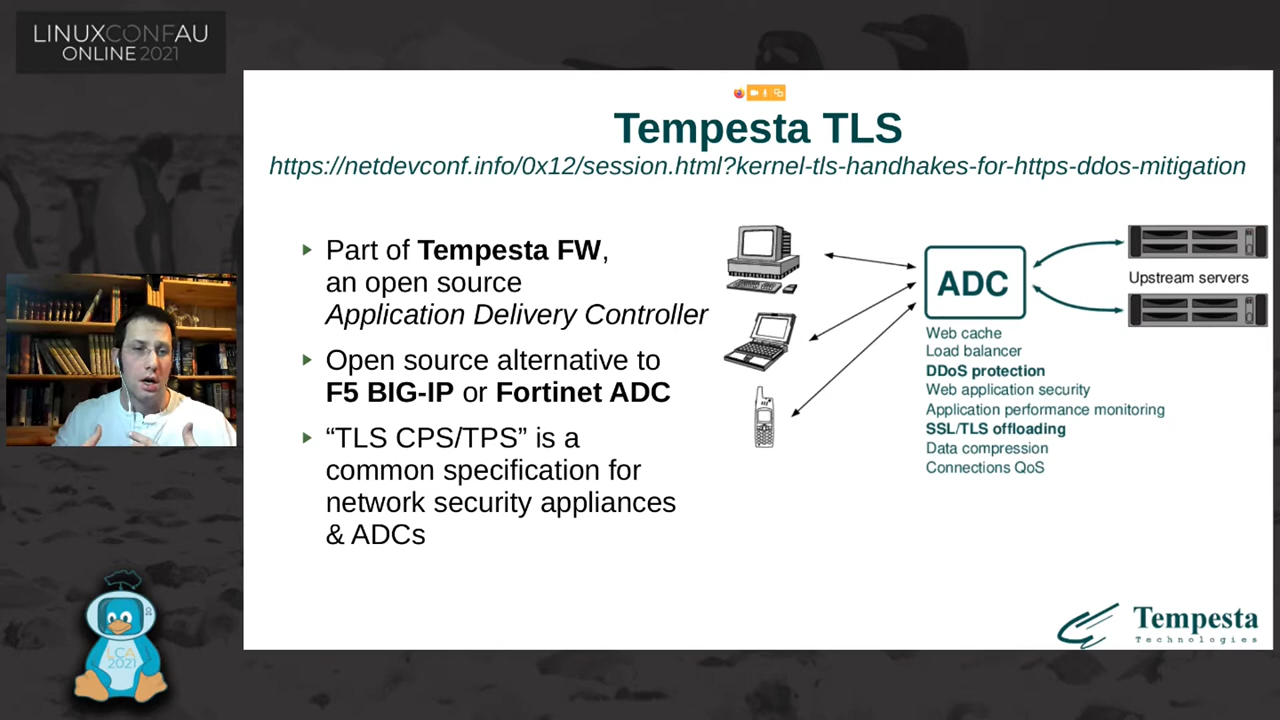 LINUXCONFAU
ONLINE 2021
Tempesta TLS
https://netdevconf.info/0x12/session.html?kernel-tls-handhakes-for-https-ddos-mitigation
Part of Tempesta FW,
an open source
Application Delivery Controller
Open source alternative to
F5 BIG-IP or Fortinet ADC
“TLS CPS/TPS” is a
common specification for
network security appliances
& ADCs
ADC
Upstream servers
Web cache
Load balancer
DDoS protection
Web application security
Application performance monitoring
SSL/TLS offloading
Data compression
Connections QoS
LCA
2021
Tempesta
Technologies